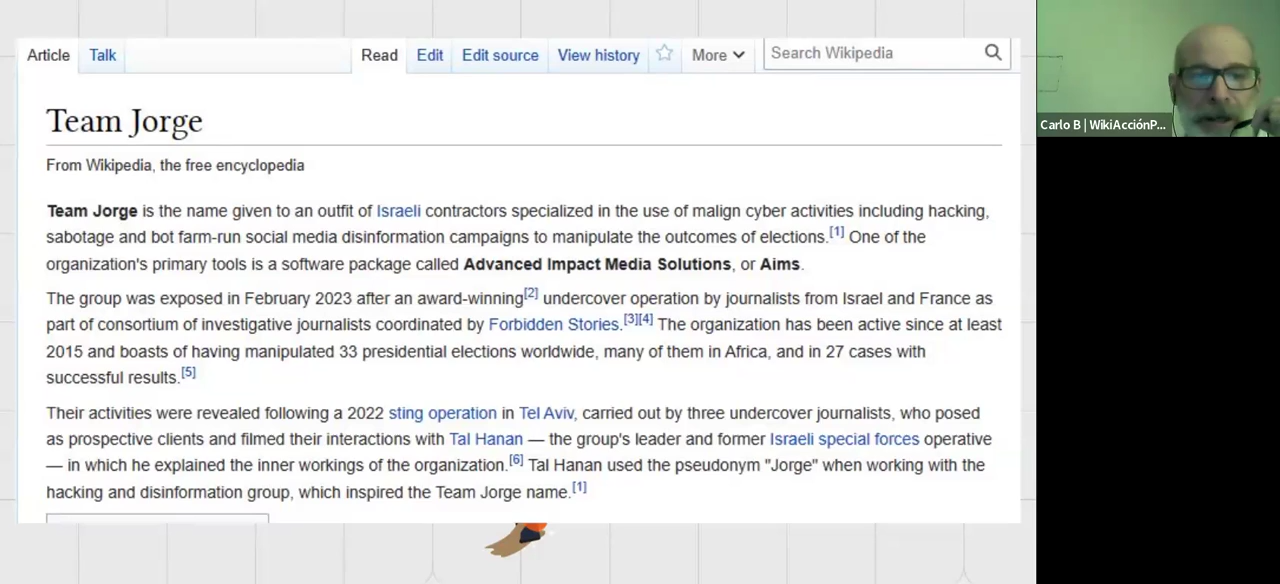 Article Talk Read Edit Edit source View history More Search Wikipedia
Team Jorge
From Wikipedia, the free encyclopedia
Team Jorge is the name given to an outfit of Israeli contractors specialized in the use of malign cyber activities including hacking,
sabotage and bot farm-run social media disinformation campaigns to manipulate the outcomes of elections.[1] One of the
organization's primary tools is a software package called Advanced Impact Media Solutions, or Aims.
The group was exposed in February 2023 after an award-winning[2] undercover operation by journalists from Israel and France as
part of consortium of investigative journalists coordinated by Forbidden Stories.[3][4] The organization has been active since at least
2015 and boasts of having manipulated 33 presidential elections worldwide, many of them in Africa, and in 27 cases with
successful results.[5]
Their activities were revealed following a 2022 sting operation in Tel Aviv, carried out by three undercover journalists, who posed
as prospective clients and filmed their interactions with Tal Hanan — the group's leader and former Israeli special forces operative
— in which he explained the inner workings of the organization.[6] Tal Hanan used the pseudonym "Jorge" when working with the
hacking and disinformation group, which inspired the Team Jorge name.[1]
Carlo B | WikiAcciónP...